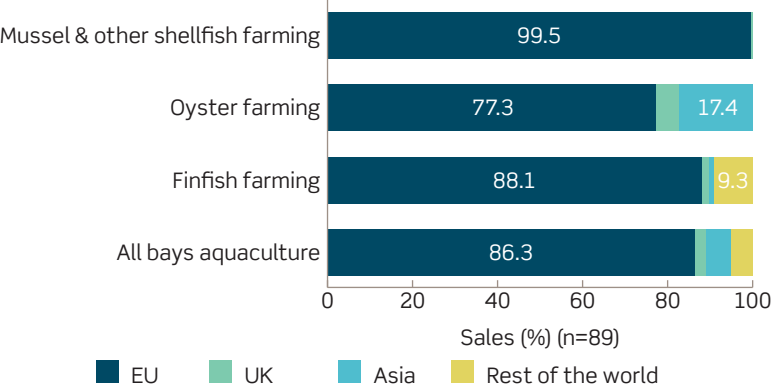 Mussel & other shellfish farming 99.5
Oyster farming 77.3 17.4
Finfish farming 88.1 9.3
All bays aquaculture 86.3
0 20 40 60 80 100
Sales (%) (n=89)
EU UK Asia Rest of the world